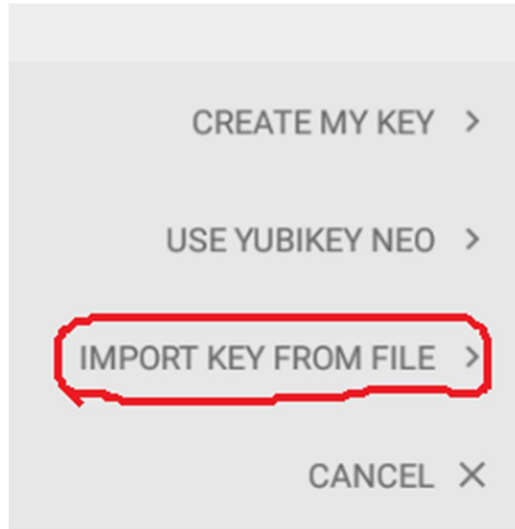 CREATE MY KEY >
USE YUBIKEY NEO >
IMPORT KEY FROM FILE >
CANCEL ×